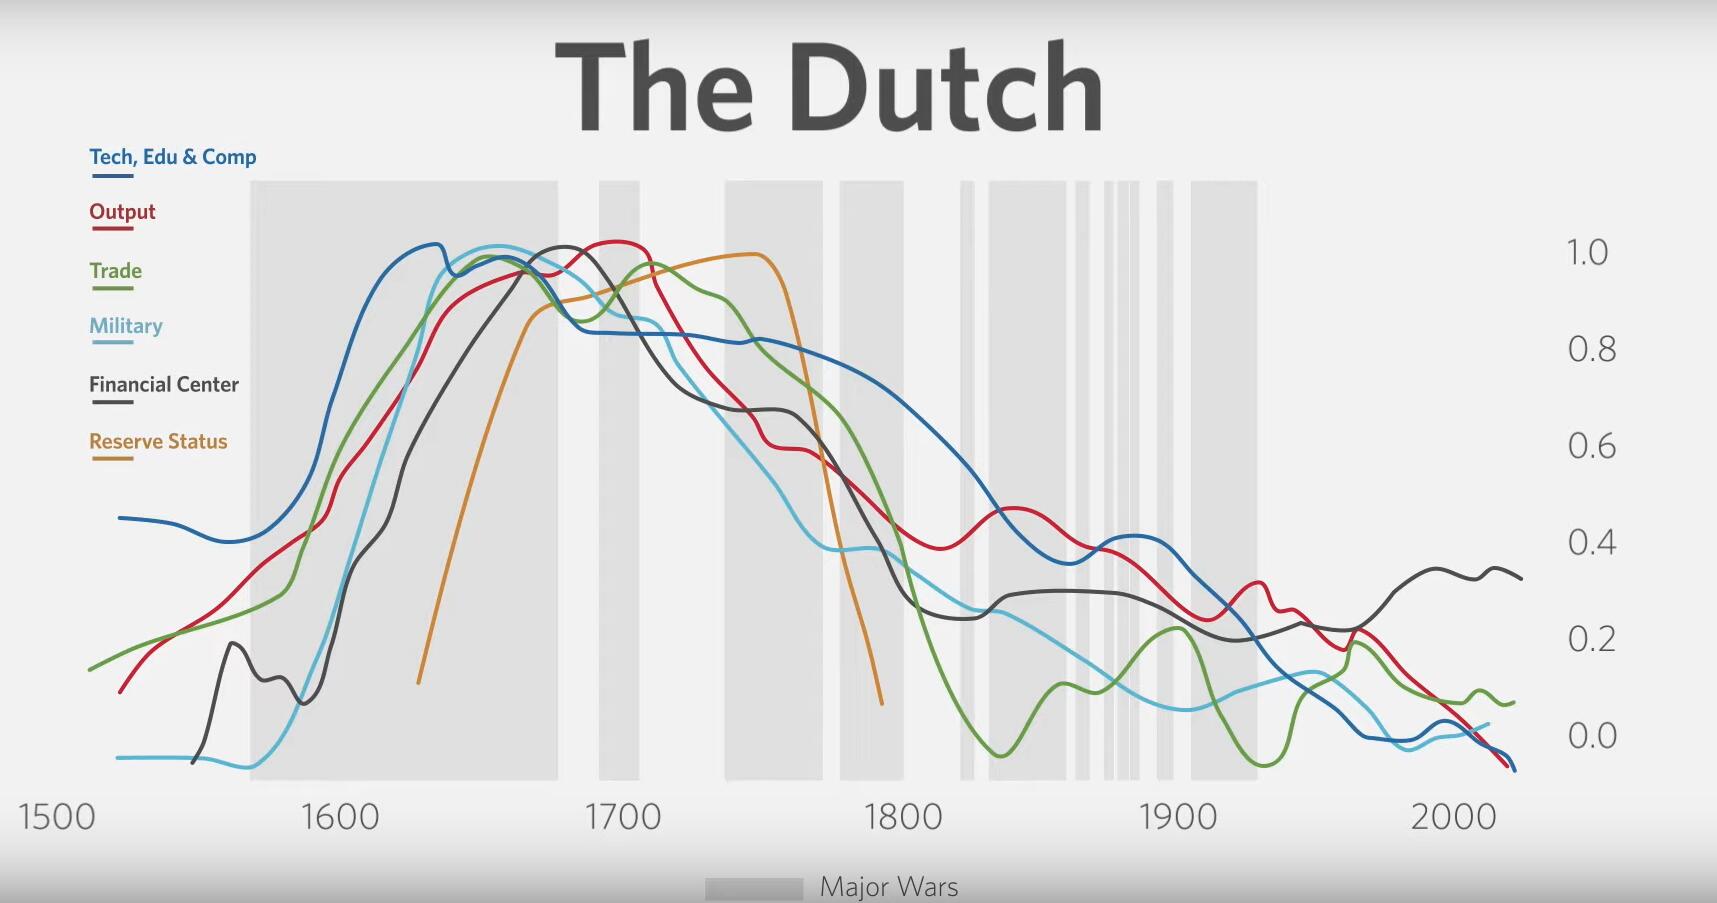 The Dutch
Tech, Edu & Comp
Output
Trade
Military
Financial Center
Reserve Status
1.0
0.8
0.6
0.4
0.2
0.0
1500 1600 1700 1800 1900 2000
Major Wars